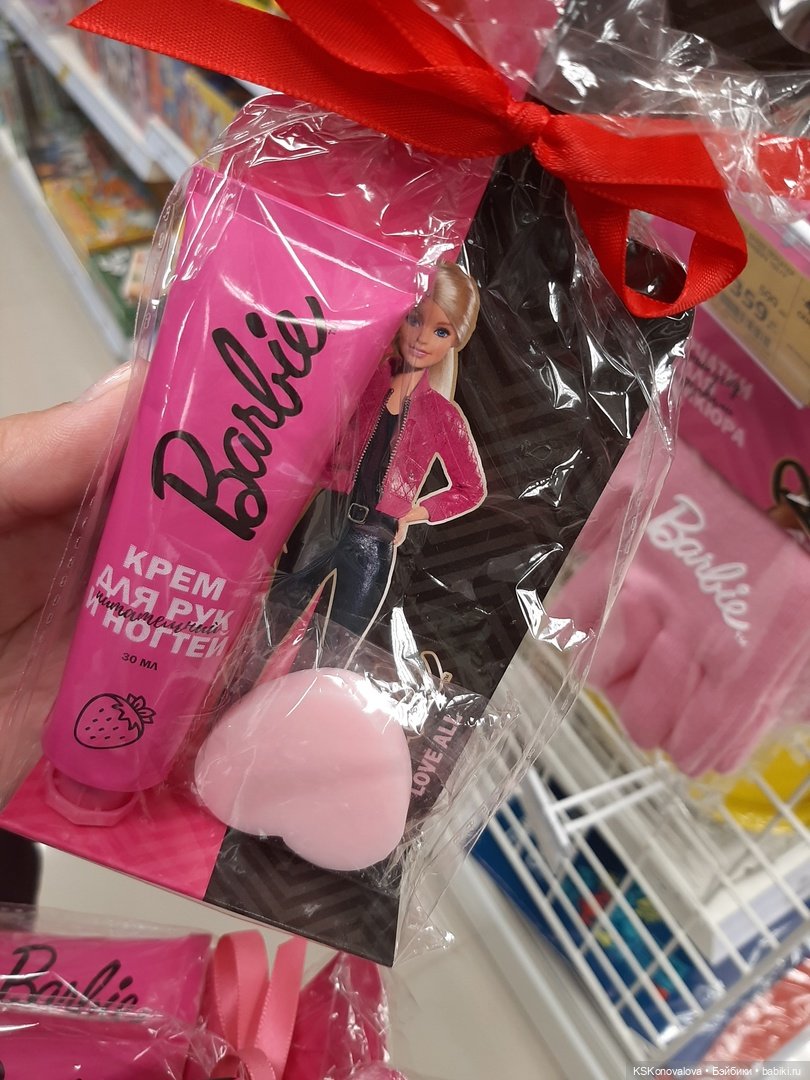 Barbie
КРЕМ
ДЛЯ РУК
питательный
И НОГТЕЙ
30 МЛ
LOVE ALL
Barbie
Barbie
KSKonovalova • Бэйбики • babiki.ru